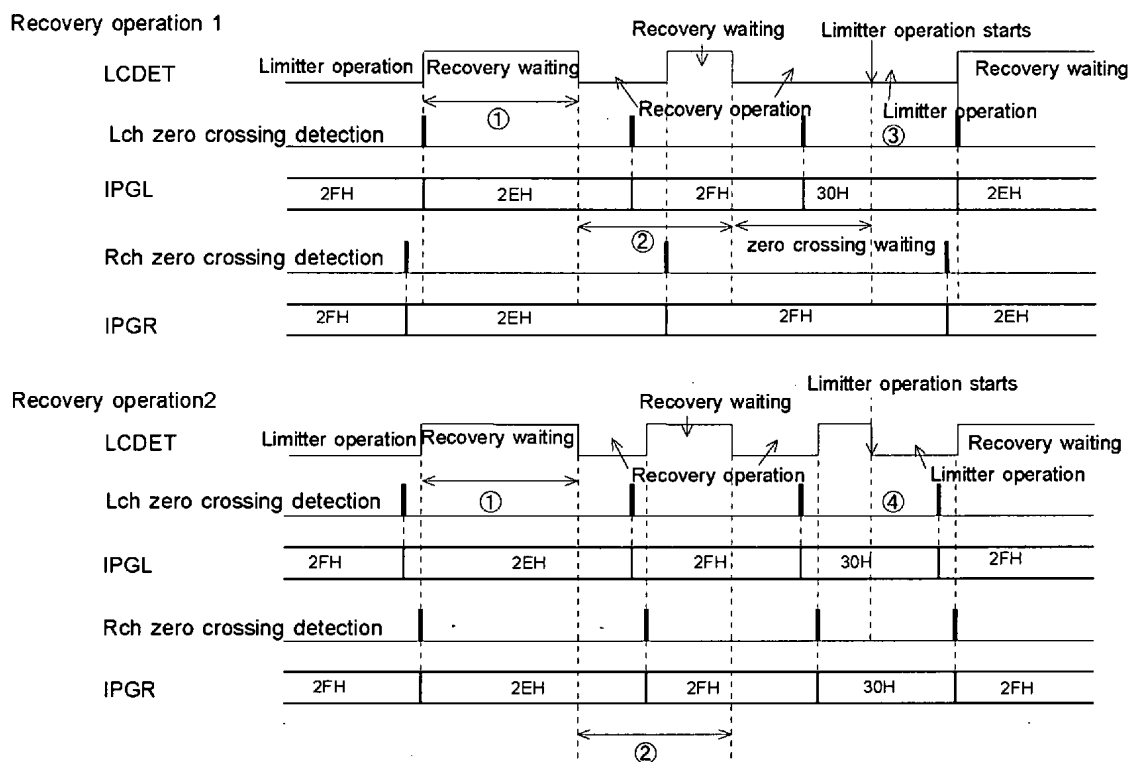 Recovery operation 1
Recovery waiting
Limitter operation starts
LCDET
Limitter operation
Recovery waiting
Recovery waiting
①
Recovery operation
Limitter operation
Lch zero crossing detection
③
IPGL
2FH
2EH
2FH
30H
2EH
②
zero crossing waiting
Rch zero crossing detection
IPGR
2FH
2EH
2FH
2EH
Limitter operation starts
Recovery operation2
Recovery waiting
LCDET
Limitter operation
Recovery waiting
Recovery waiting
Recovery operation
Limitter operation
Lch zero crossing detection
①
④
IPGL
2FH
2EH
2FH
30H
2FH
Rch zero crossing detection
IPGR
2FH
2EH
2FH
30H
2FH
②